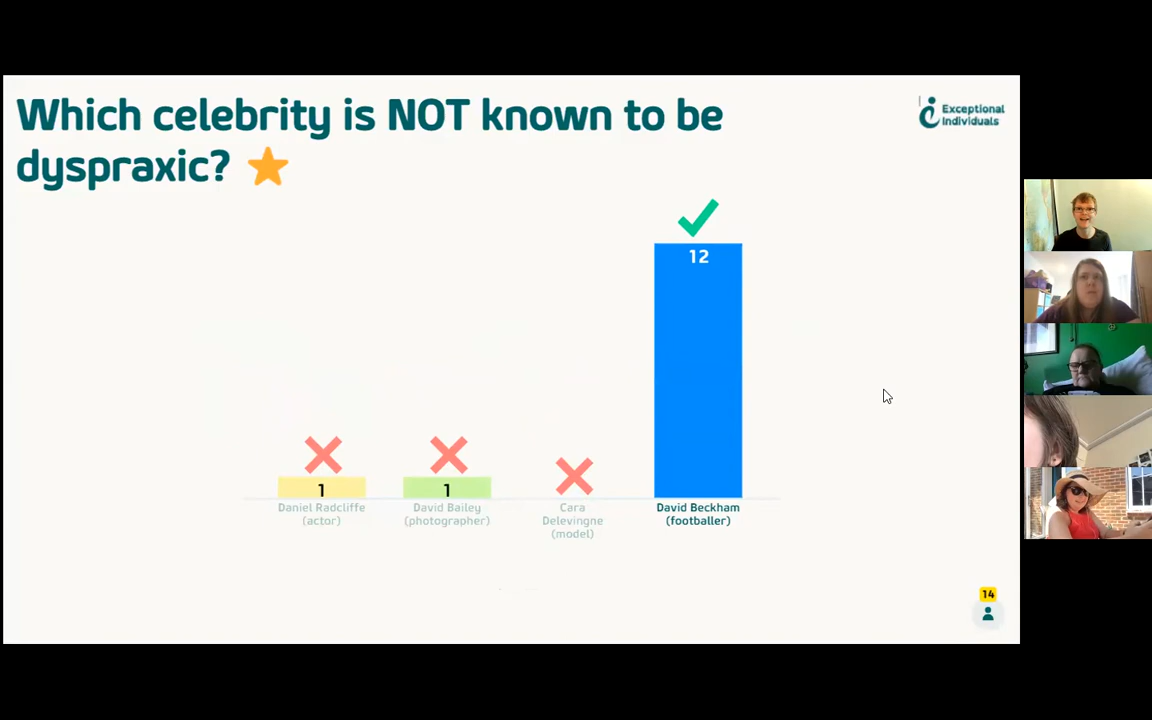 Which celebrity is NOT known to be
dyspraxic?
Exceptional
Individuals
12
1
1
Daniel Radcliffe
(actor)
David Bailey
(photographer)
Cara
Delevingne
(model)
David Beckham
(footballer)
14